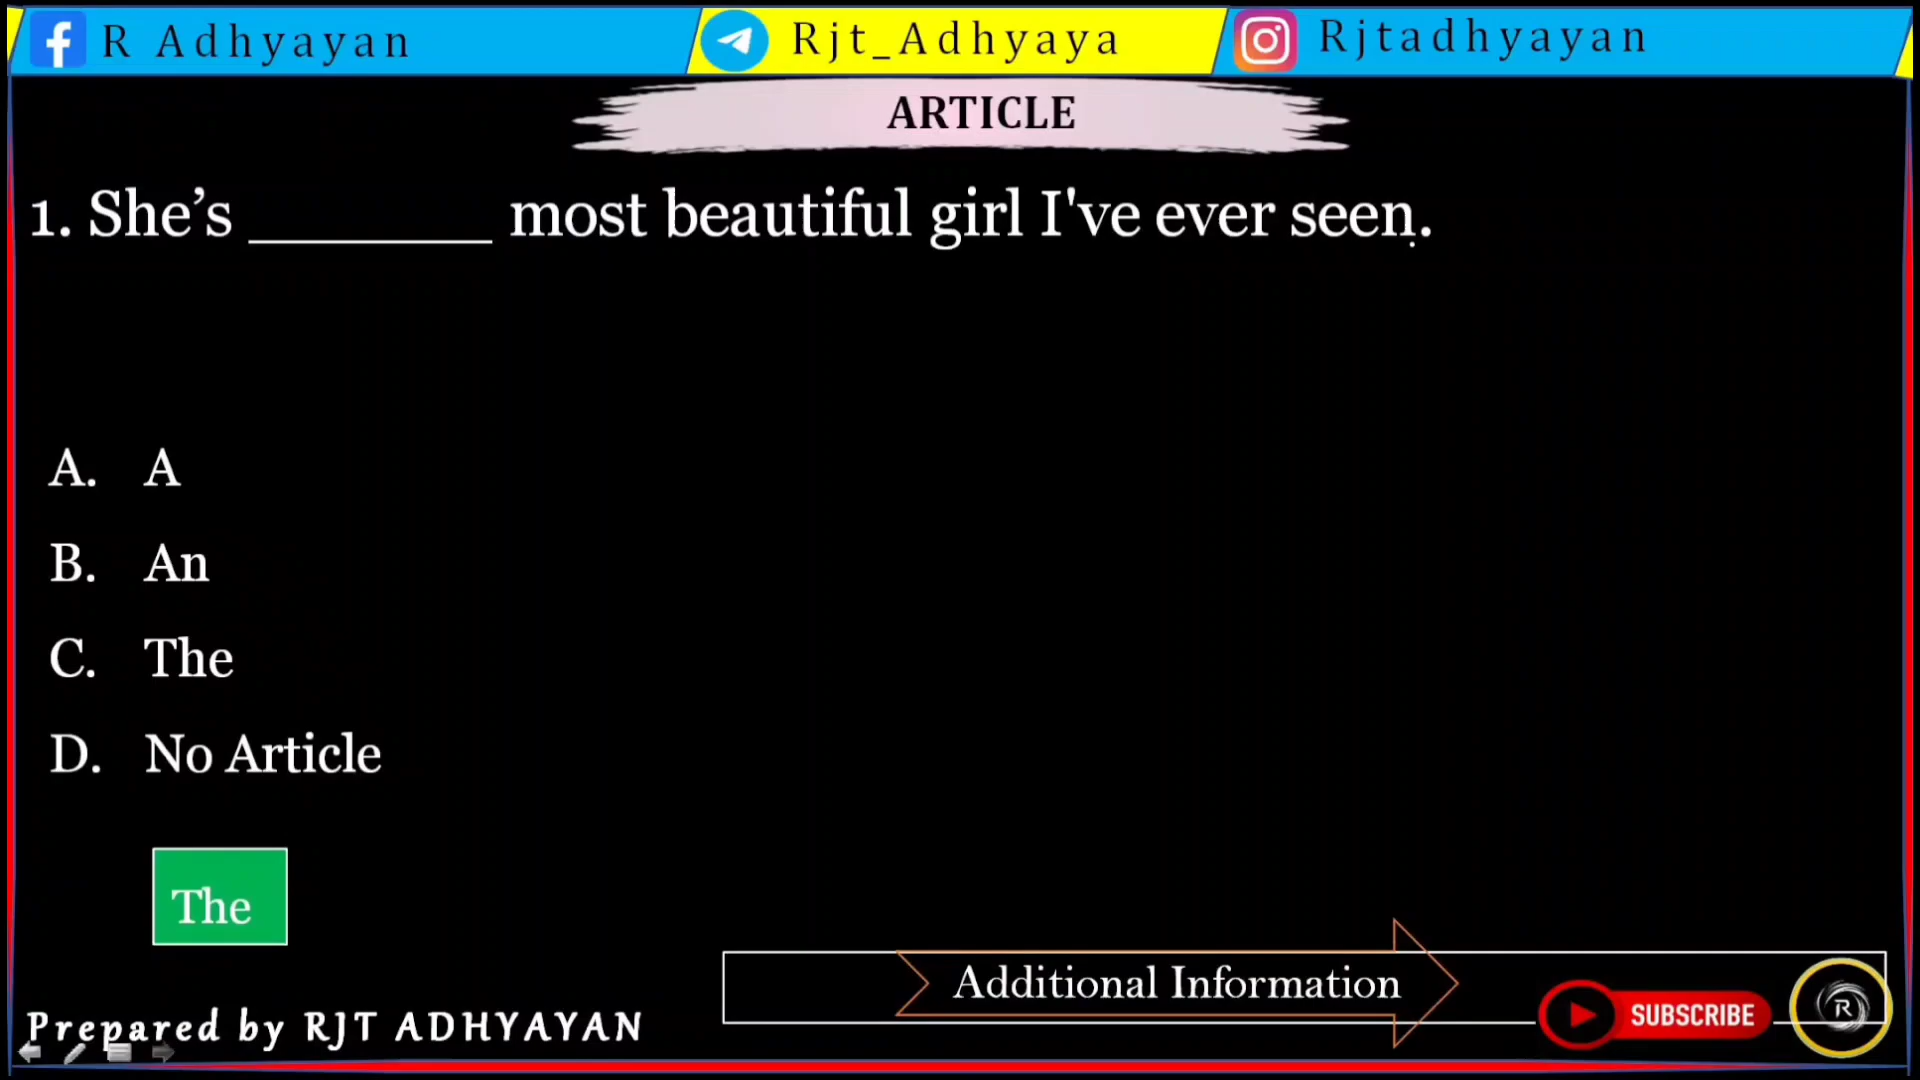 R Adhyayan
Rjt_Adhyaya
Rjtadhyayan
ARTICLE
1. She’s ________ most beautiful girl I've ever seen.
A. A
B. An
C. The
D. No Article
The
Additional Information
SUBSCRIBE
R
Prepared by RJT ADHYAYAN